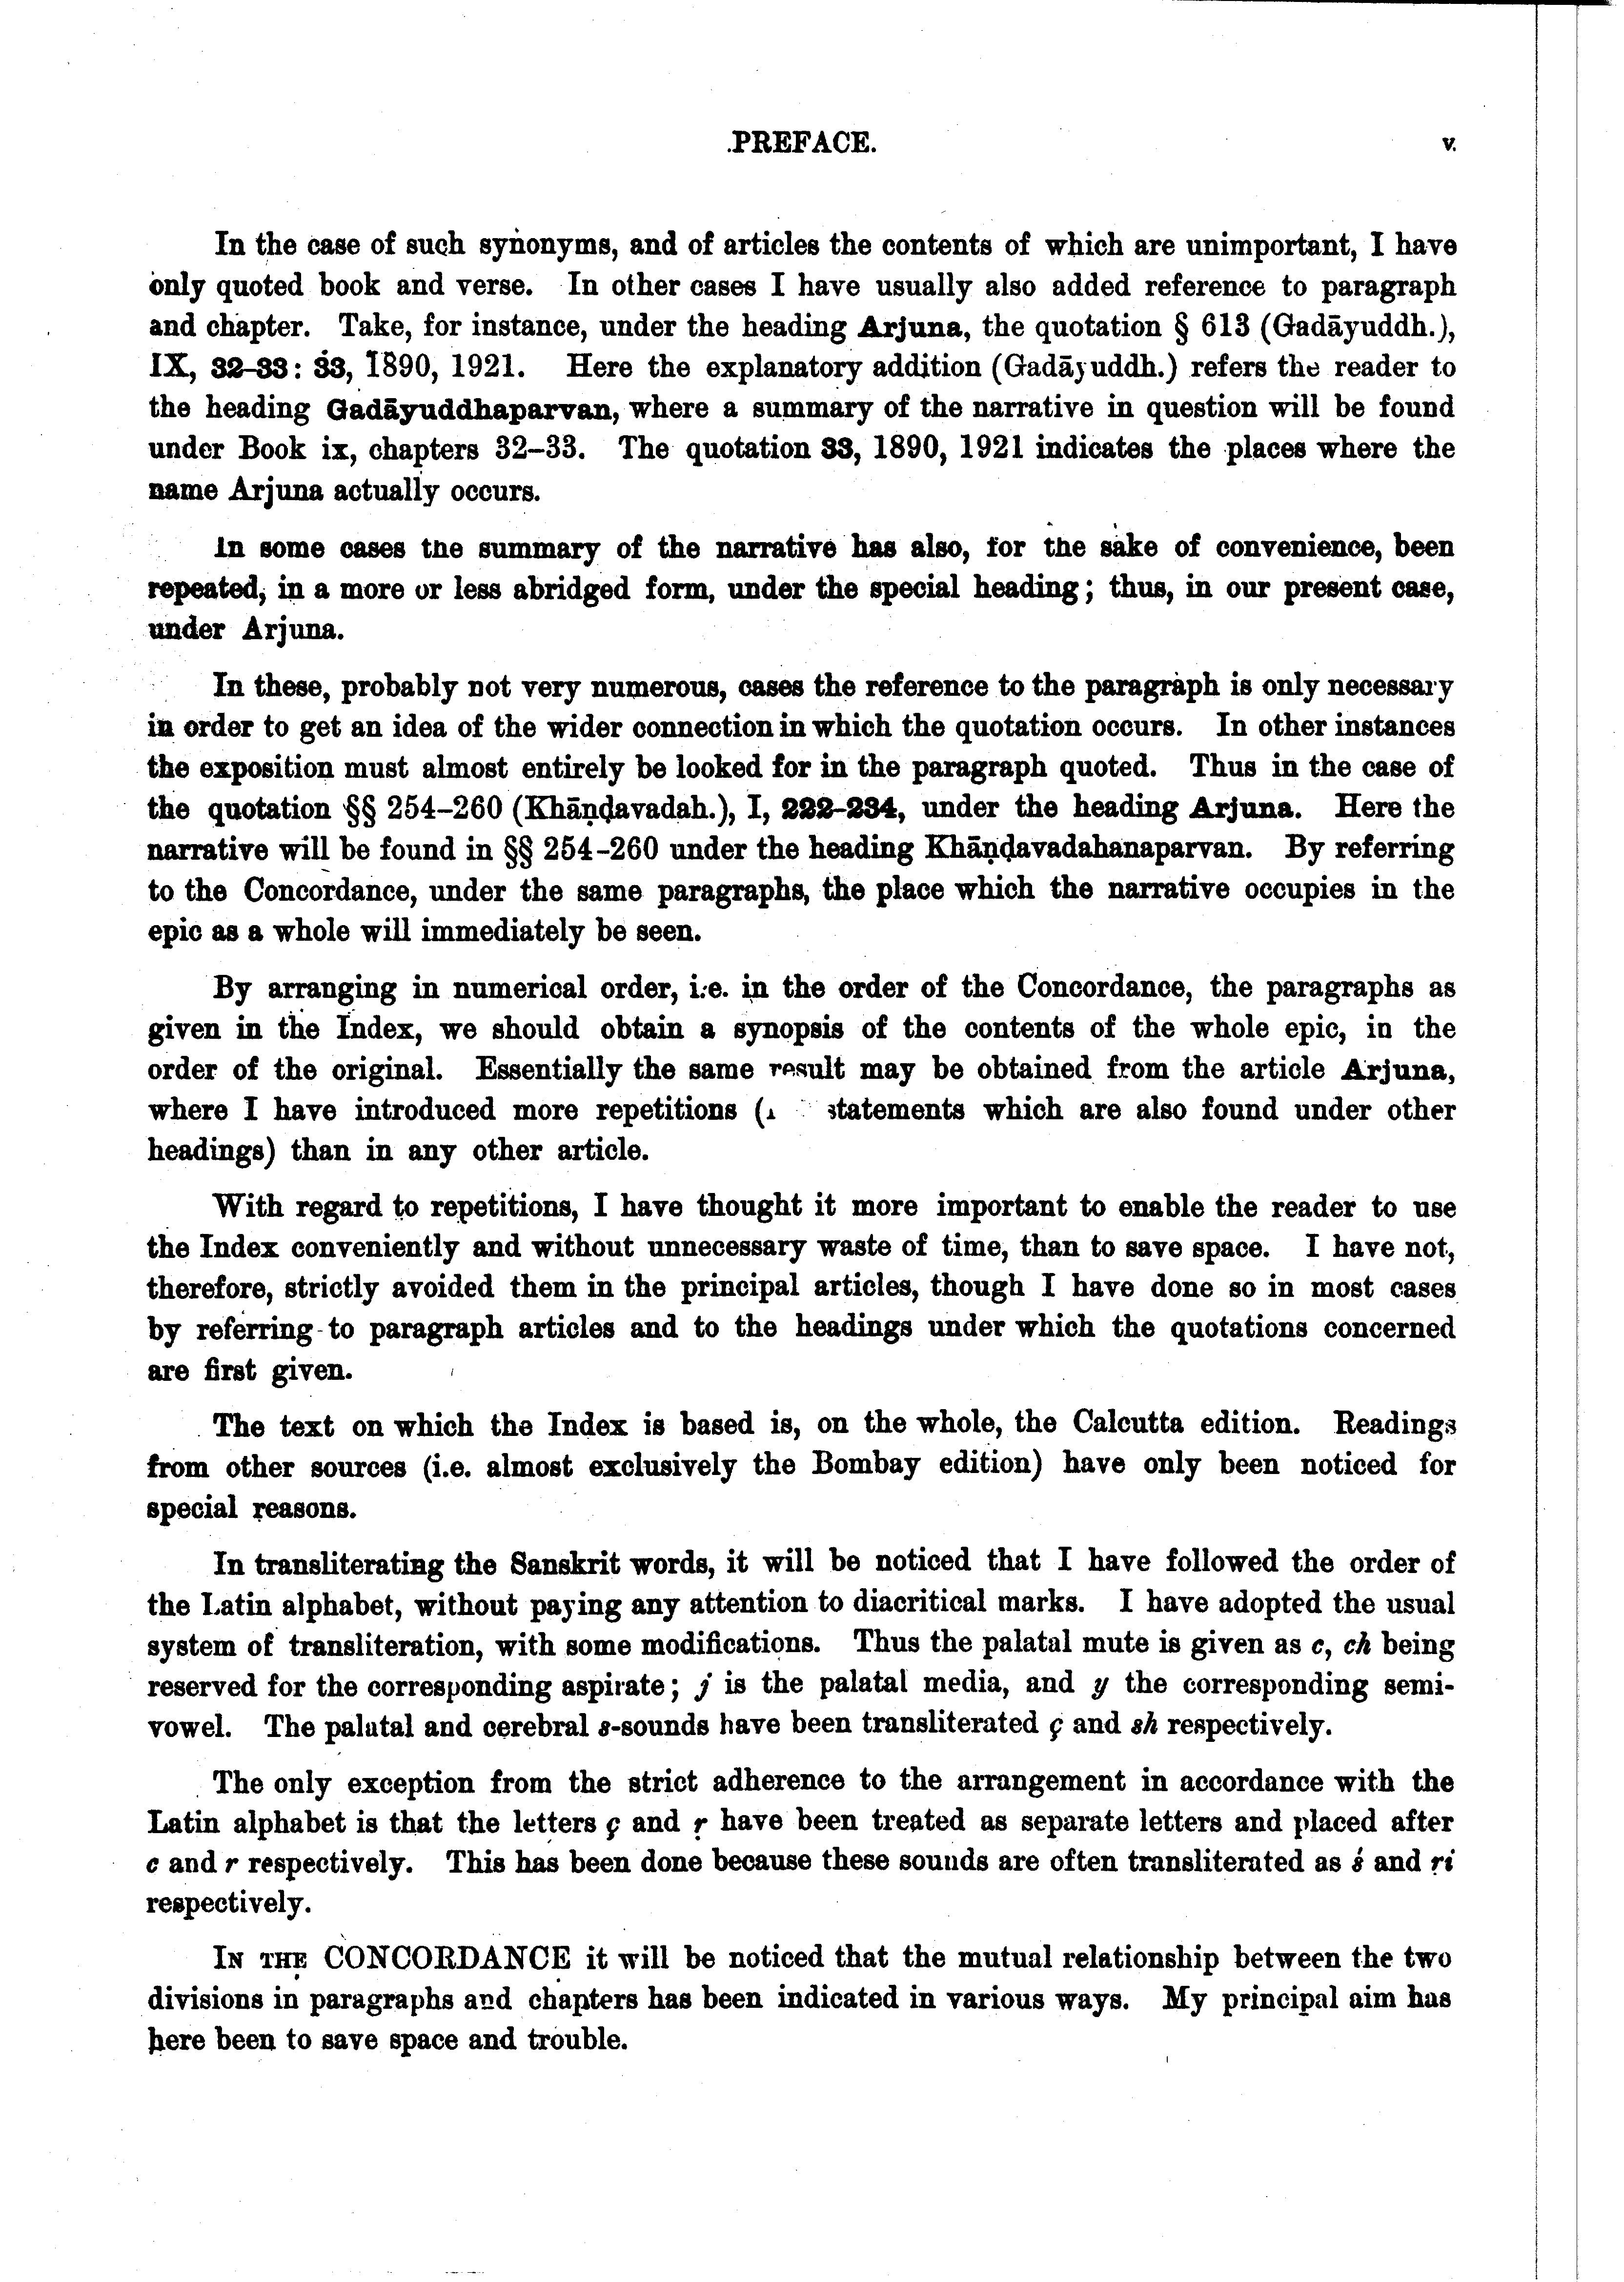 PREFACE. v.
In the case of such synonyms, and of articles the contents of which are unimportant, I have
only quoted book and verse. In other cases I have usually also added reference to paragraph
and chapter. Take, for instance, under the heading Arjuna, the quotation § 613 (Gadāyuddh.),
IX, 32–33: 33, 1890, 1921. Here the explanatory addition (Gadāyuddh.) refers the reader to
the heading Gadāyuddhaparvan, where a summary of the narrative in question will be found
under Book ix, chapters 32–33. The quotation 33, 1890, 1921 indicates the places where the
name Arjuna actually occurs.
In some cases the summary of the narrative has also, for the sake of convenience, been
repeated, in a more or less abridged form, under the special heading; thus, in our present case,
under Arjuna.
In these, probably not very numerous, cases the reference to the paragraph is only necessary
in order to get an idea of the wider connection in which the quotation occurs. In other instances
the exposition must almost entirely be looked for in the paragraph quoted. Thus in the case of
the quotation §§ 254–260 (Khāṇḍavadah.), I, 222–234, under the heading Arjuna. Here the
narrative will be found in §§ 254–260 under the heading Khāṇḍavadahanaparvan. By referring
to the Concordance, under the same paragraphs, the place which the narrative occupies in the
epic as a whole will immediately be seen.
By arranging in numerical order, i.e. in the order of the Concordance, the paragraphs as
given in the Index, we should obtain a synopsis of the contents of the whole epic, in the
order of the original. Essentially the same result may be obtained from the article Arjuna,
where I have introduced more repetitions ( statements which are also found under other
headings) than in any other article.
With regard to repetitions, I have thought it more important to enable the reader to use
the Index conveniently and without unnecessary waste of time, than to save space. I have not,
therefore, strictly avoided them in the principal articles, though I have done so in most cases
by referring to paragraph articles and to the headings under which the quotations concerned
are first given.
The text on which the Index is based is, on the whole, the Calcutta edition. Readings
from other sources (i.e. almost exclusively the Bombay edition) have only been noticed for
special reasons.
In transliterating the Sanskrit words, it will be noticed that I have followed the order of
the Latin alphabet, without paying any attention to diacritical marks. I have adopted the usual
system of transliteration, with some modifications. Thus the palatal mute is given as c, ch being
reserved for the corresponding aspirate; j is the palatal media, and y the corresponding semi-
vowel. The palatal and cerebral s-sounds have been transliterated ç and sh respectively.
The only exception from the strict adherence to the arrangement in accordance with the
Latin alphabet is that the letters ç and ṛ have been treated as separate letters and placed after
c and r respectively. This has been done because these sounds are often transliterated as ś and ṛi
respectively.
IN THE CONCORDANCE it will be noticed that the mutual relationship between the two
divisions in paragraphs and chapters has been indicated in various ways. My principal aim has
here been to save space and trouble.